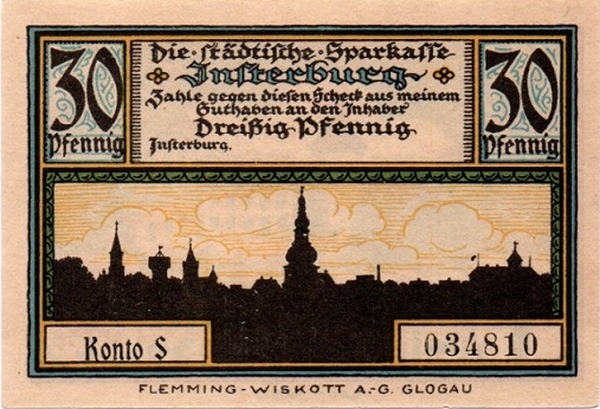 30
Pfennig
Die städtische Sparkasse
Insterburg
Zahle gegen diesen Scheck aus meinem
Guthaben an den Inhaber
Dreißig Pfennig
Insterburg.
30
Pfennig
Konto S
034810
FLEMMING-WISKOTT A.-G. GLOGAU